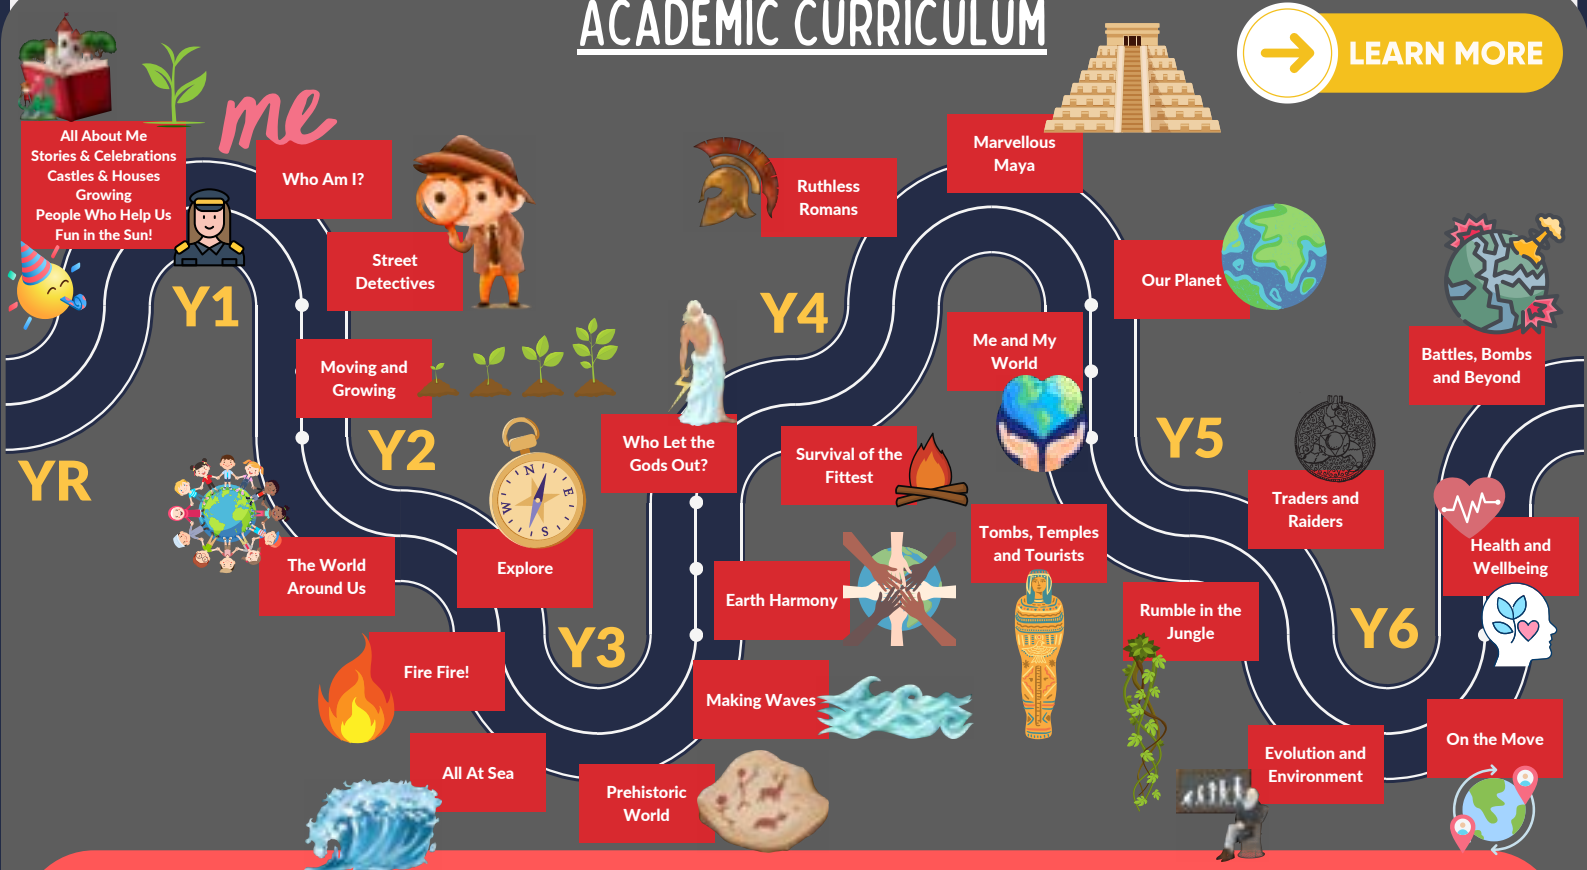 ACADEMIC CURRICULUM
LEARN MORE
All About Me
Stories & Celebrations
Castles & Houses
Growing
People Who Help Us
Fun in the Sun!
me
Who Am I?
Street
Detectives
Y1
Moving and
Growing
YR
Y2
The World
Around Us
N
E
S
W
Explore
Fire Fire!
All At Sea
Y3
Prehistoric
World
Making Waves
Earth Harmony
Who Let the
Gods Out?
Y4
Ruthless
Romans
Survival of the
Fittest
Marvellous
Maya
Me and My
World
Our Planet
Tombs, Temples
and Tourists
Y5
Rumble in the
Jungle
Traders and
Raiders
Evolution and
Environment
Y6
Battles, Bombs
and Beyond
Health and
Wellbeing
On the Move